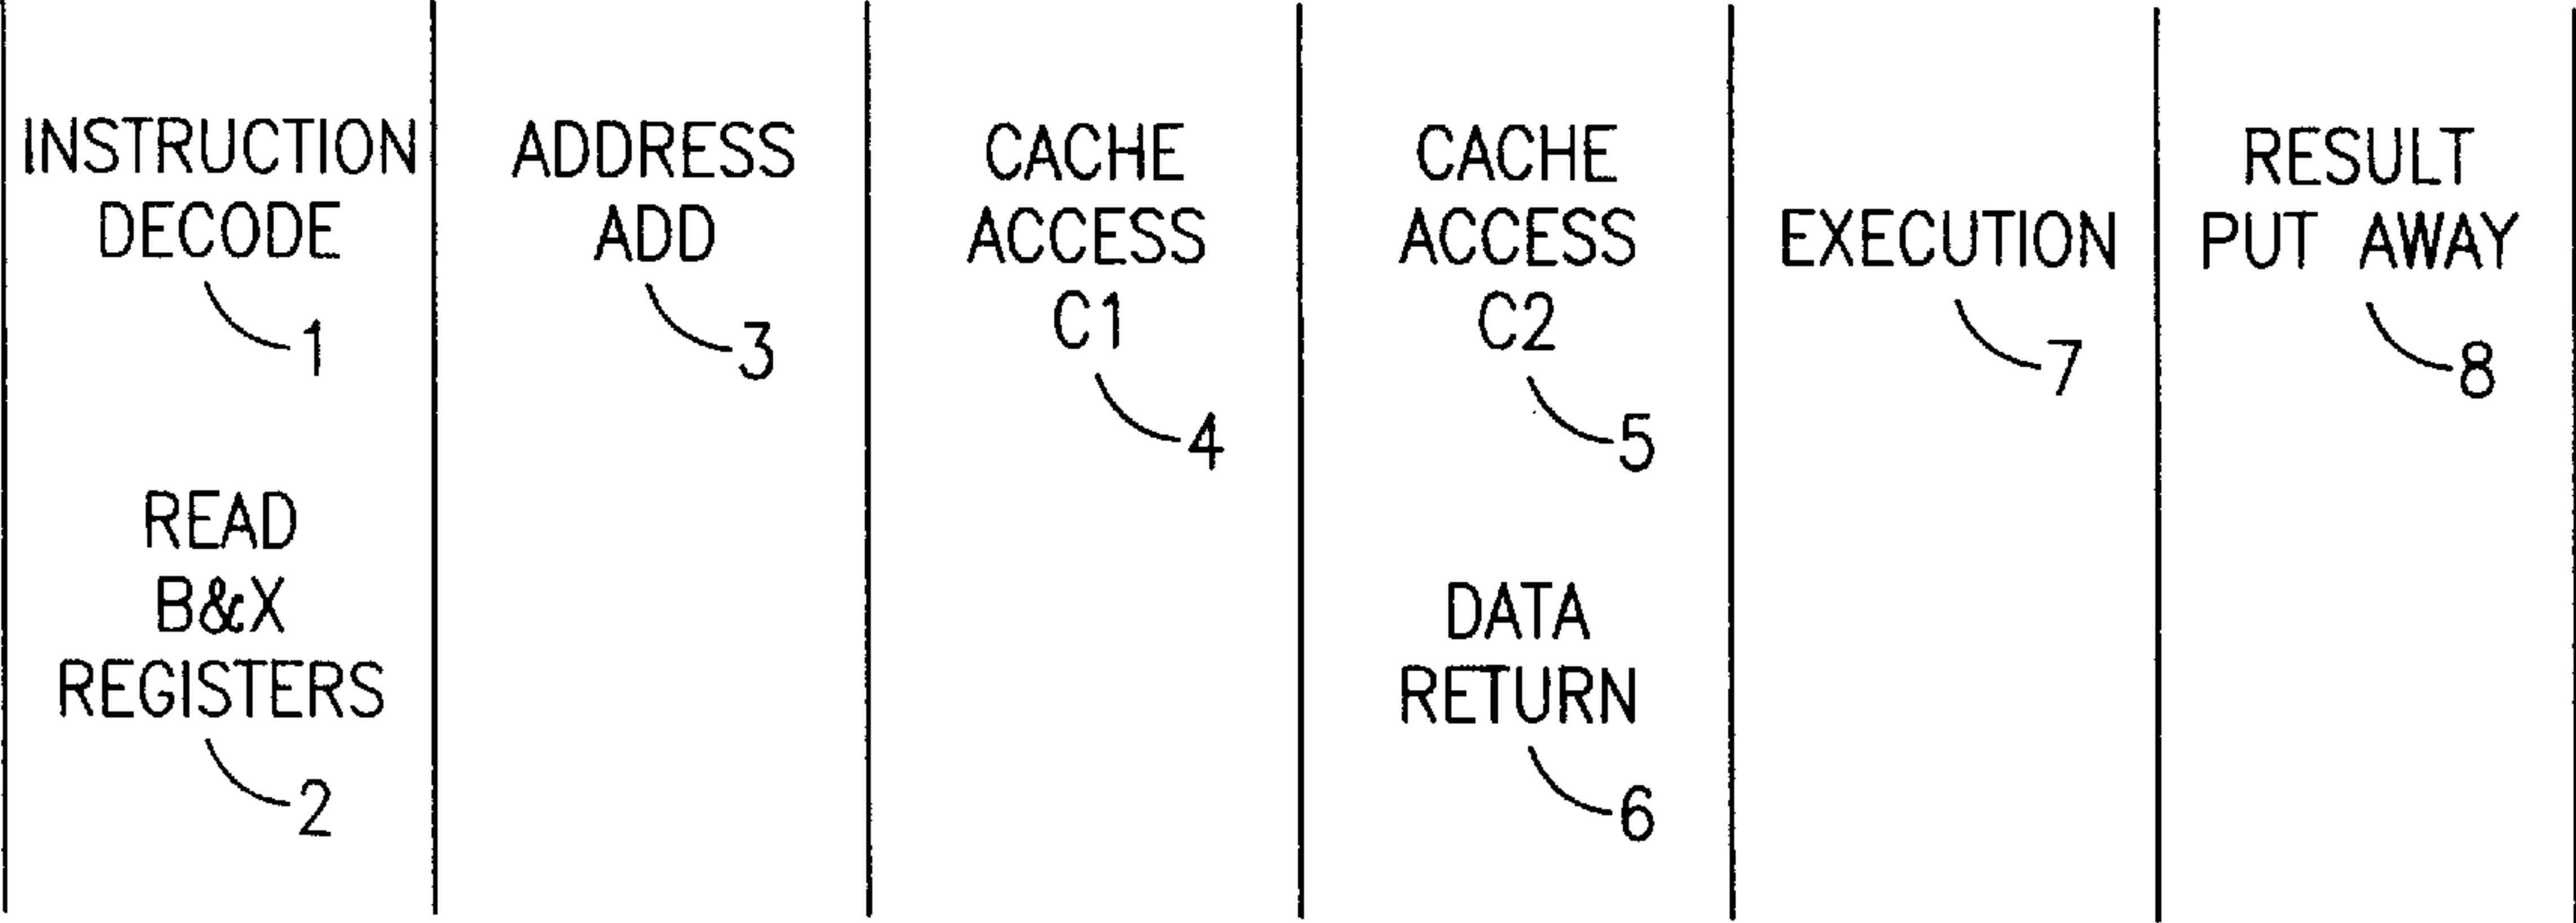 INSTRUCTION
DECODE
1
READ
B&X
REGISTERS
2
ADDRESS
ADD
3
CACHE
ACCESS
C1
4
CACHE
ACCESS
C2
5
DATA
RETURN
6
EXECUTION
7
RESULT
PUT AWAY
8